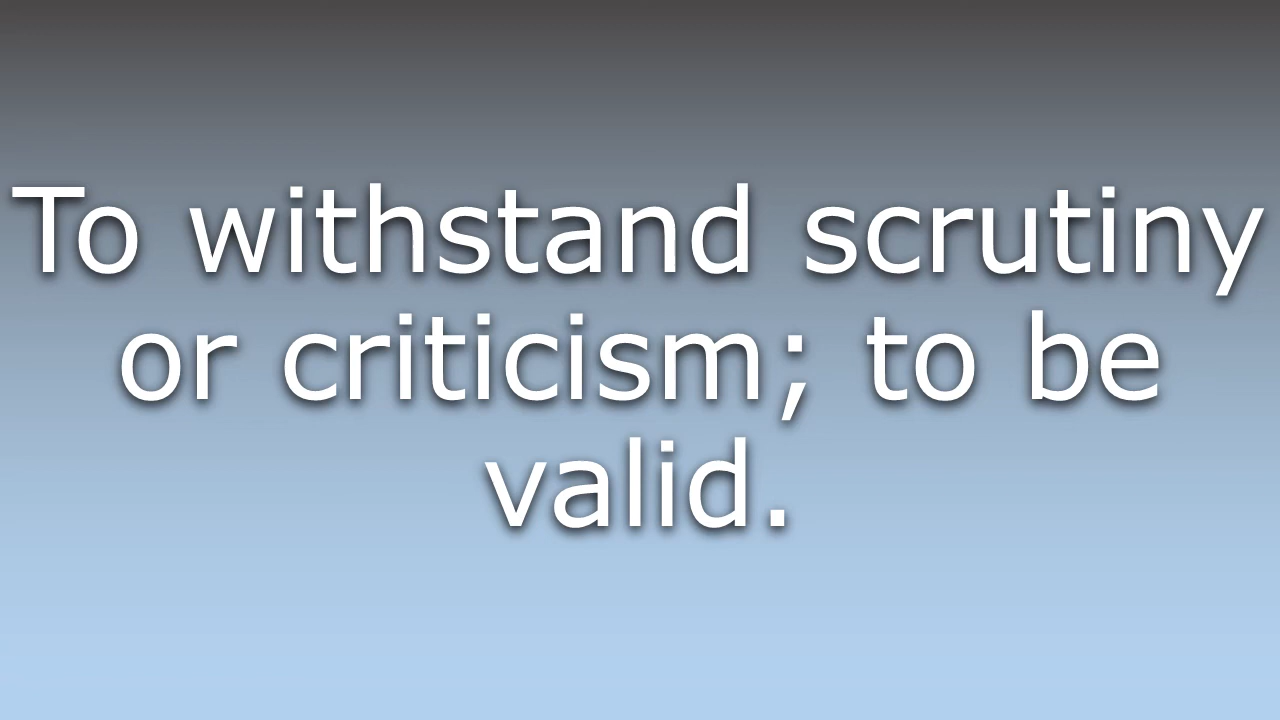 To withstand scrutiny
or criticism; to be
valid.